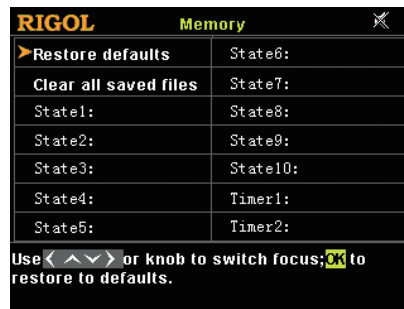 RIGOL Memory
Restore defaults State6:
Clear all saved files State7:
State1: State8:
State2: State9:
State3: State10:
State4: Timer1:
State5: Timer2:
Use < ∧ ∨ > or knob to switch focus;OK to
restore to defaults.